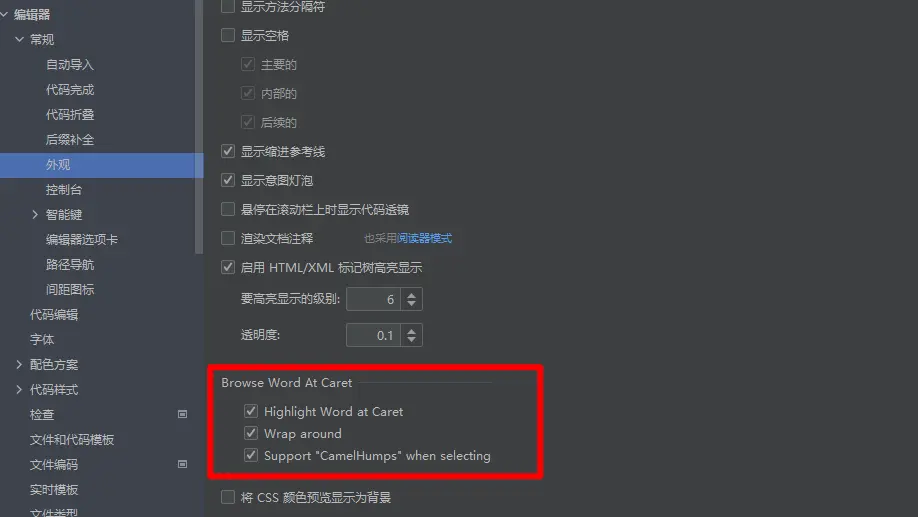 编辑器
常规
自动导入
代码完成
代码折叠
后缀补全
外观
控制台
智能键
编辑器选项卡
路径导航
间距图标
代码编辑
字体
配色方案
代码样式
检查
文件和代码模板
文件编码
实时模板
文件类型
显示方法分隔符
显示空格
主要的
内部的
后续的
显示缩进参考线
显示意图灯泡
悬停在滚动栏上时显示代码透镜
渲染文档注释 也采用阅读器模式
启用 HTML/XML 标记树高亮显示
要高亮显示的级别: 6
透明度: 0.1
Browse Word At Caret
Highlight Word at Caret
Wrap around
Support "CamelHumps" when selecting
将 CSS 颜色预览显示为背景